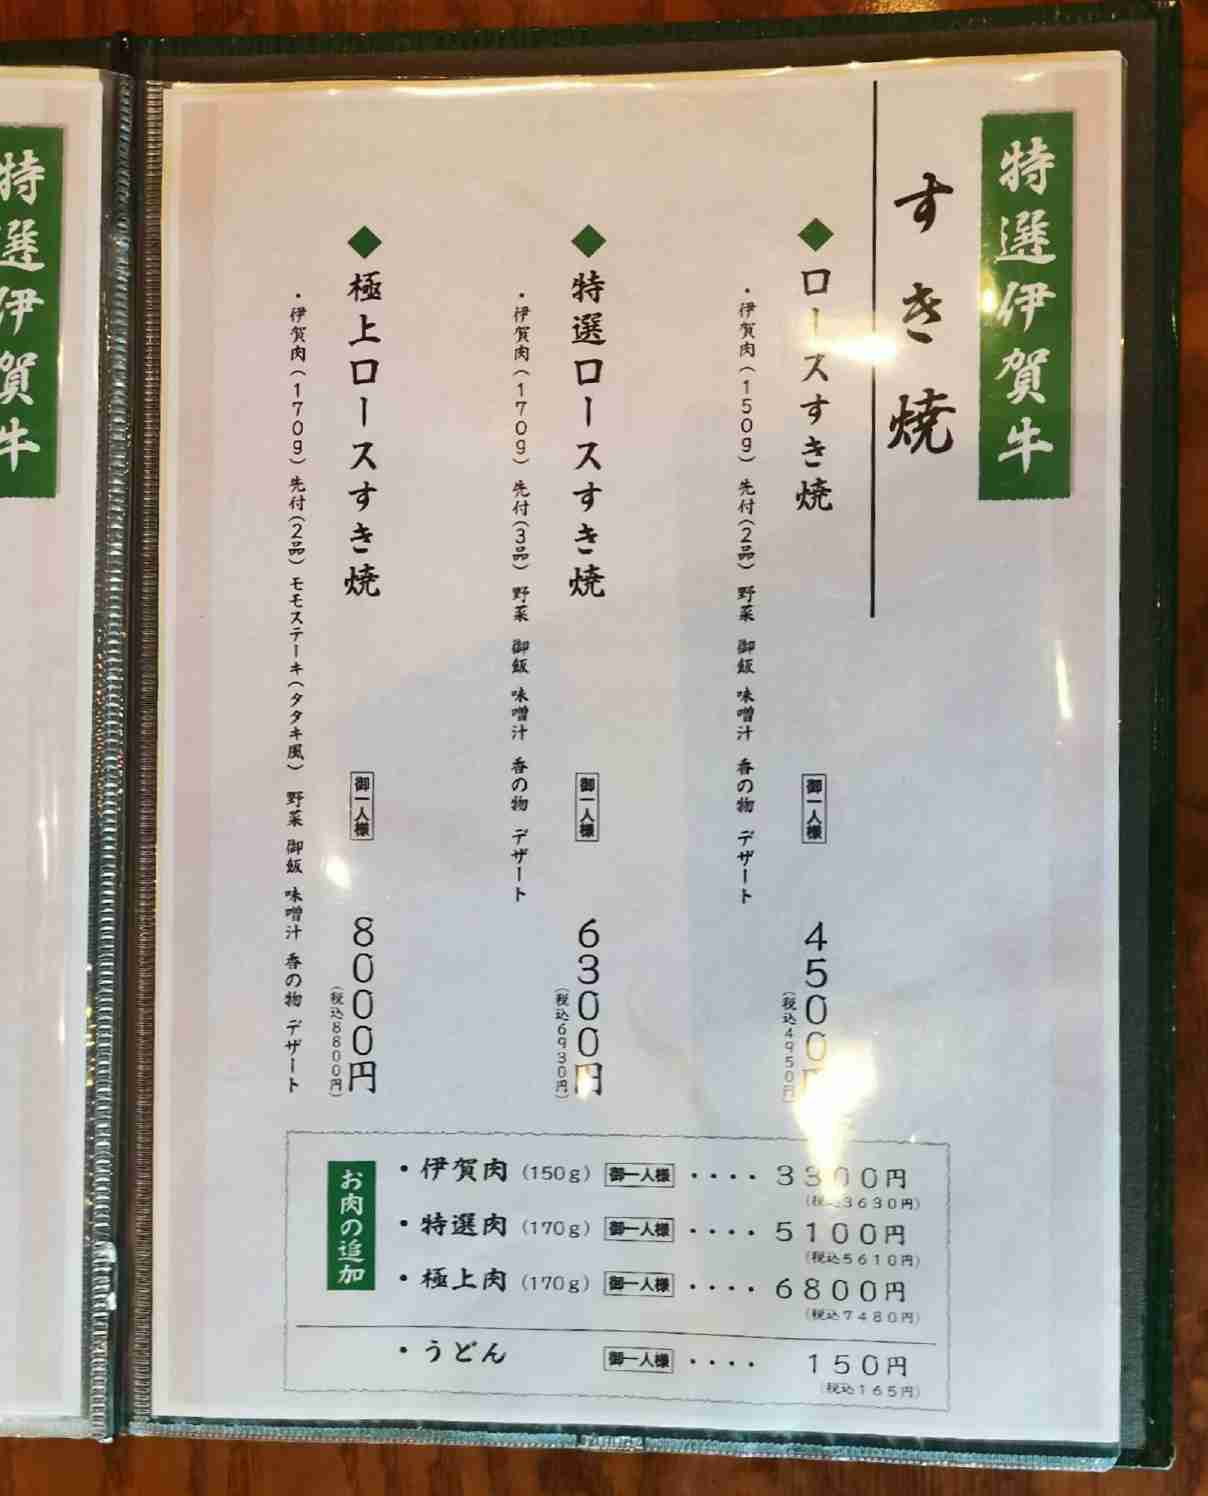 特選伊賀牛
すき焼
◆ロースすき焼 御一人様 4500円
(税込4950円)
・伊賀肉(150g) 先付(2品) 野菜 御飯 味噌汁 香の物 デザート
◆特選ロースすき焼 御一人様 6300円
(税込6930円)
・伊賀肉(170g) 先付(3品) 野菜 御飯 味噌汁 香の物 デザート
◆極上ロースすき焼 御一人様 8000円
(税込8800円)
・伊賀肉(170g) 先付(2品) モモステーキ(タタキ風) 野菜 御飯 味噌汁 香の物 デザート
お肉の追加
・伊賀肉(150g) 御一人様 ・・・・ 3300円
(税込3630円)
・特選肉(170g) 御一人様 ・・・・ 5100円
(税込5610円)
・極上肉(170g) 御一人様 ・・・・ 6800円
(税込7480円)
・うどん 御一人様 ・・・・ 150円
(税込165円)
特選伊賀牛